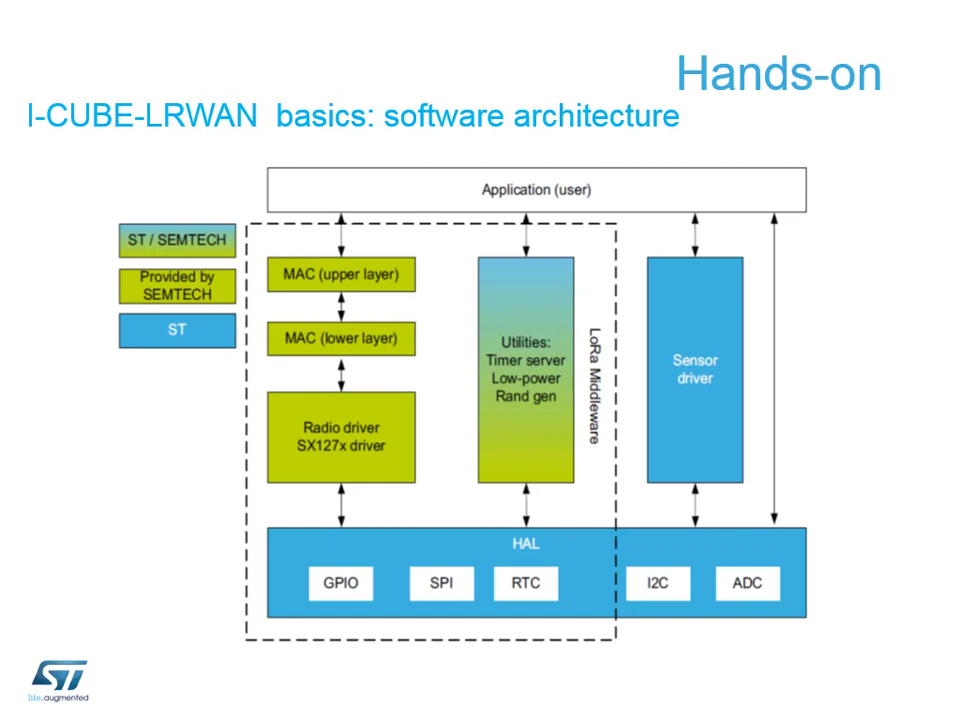 Hands-on
I-CUBE-LRWAN basics: software architecture
Application (user)
ST / SEMTECH
Provided by
SEMTECH
ST
MAC (upper layer)
MAC (lower layer)
Radio driver
SX127x driver
Utilities:
Timer server
Low-power
Rand gen
LoRa Middleware
Sensor
driver
HAL
GPIO
SPI
RTC
I2C
ADC
ST
life.augmented